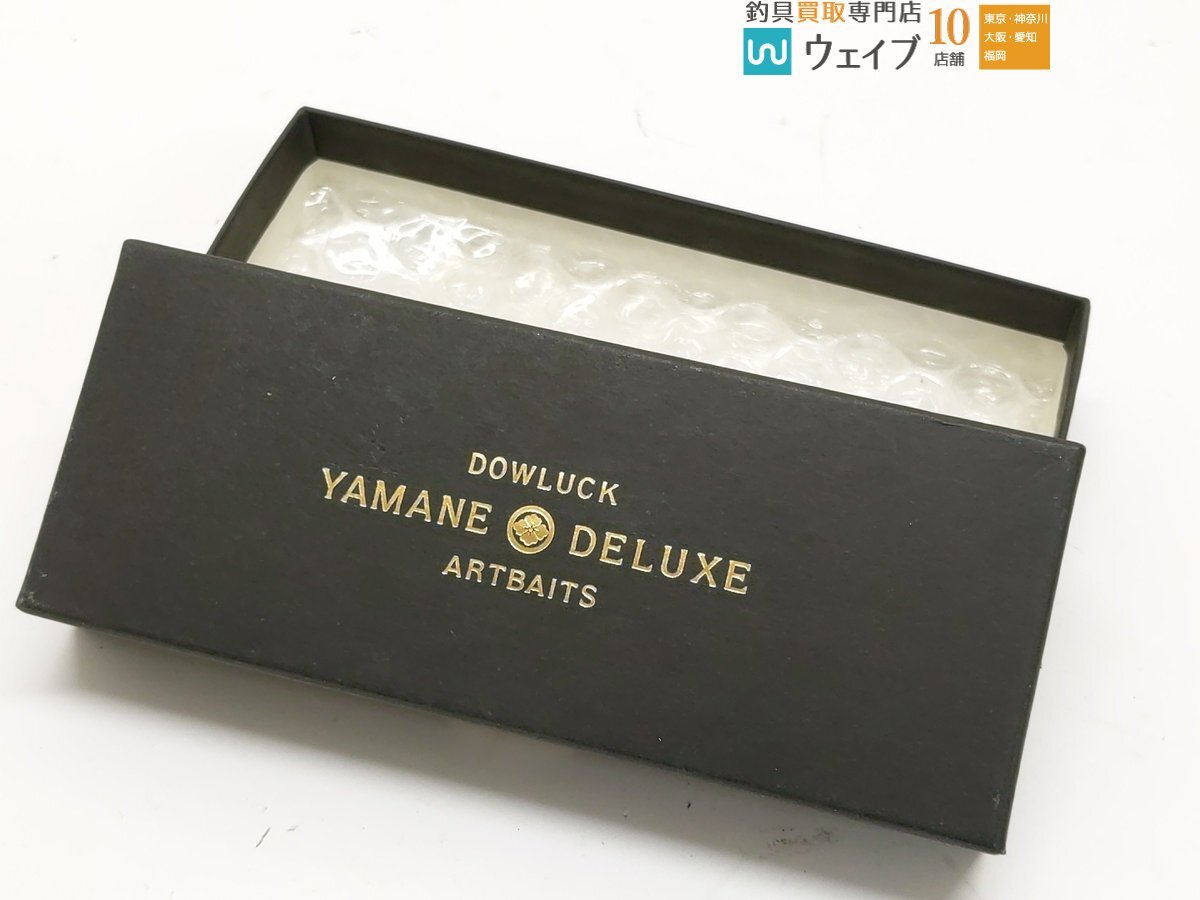 釣具買取専門店
ウェイブ
10
店舗
東京・神奈川
大阪・愛知
福岡
DOWLUCK
YAMANE DELUXE
ARTBAITS